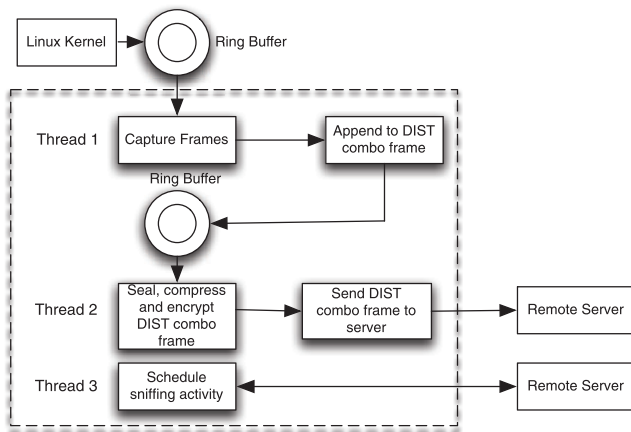 Linux Kernel
Ring Buffer
Thread 1
Capture Frames
Append to DIST
combo frame
Ring Buffer
Thread 2
Seal, compress
and encrypt
DIST combo
frame
Send DIST
combo frame to
server
Remote Server
Thread 3
Schedule
sniffing activity
Remote Server